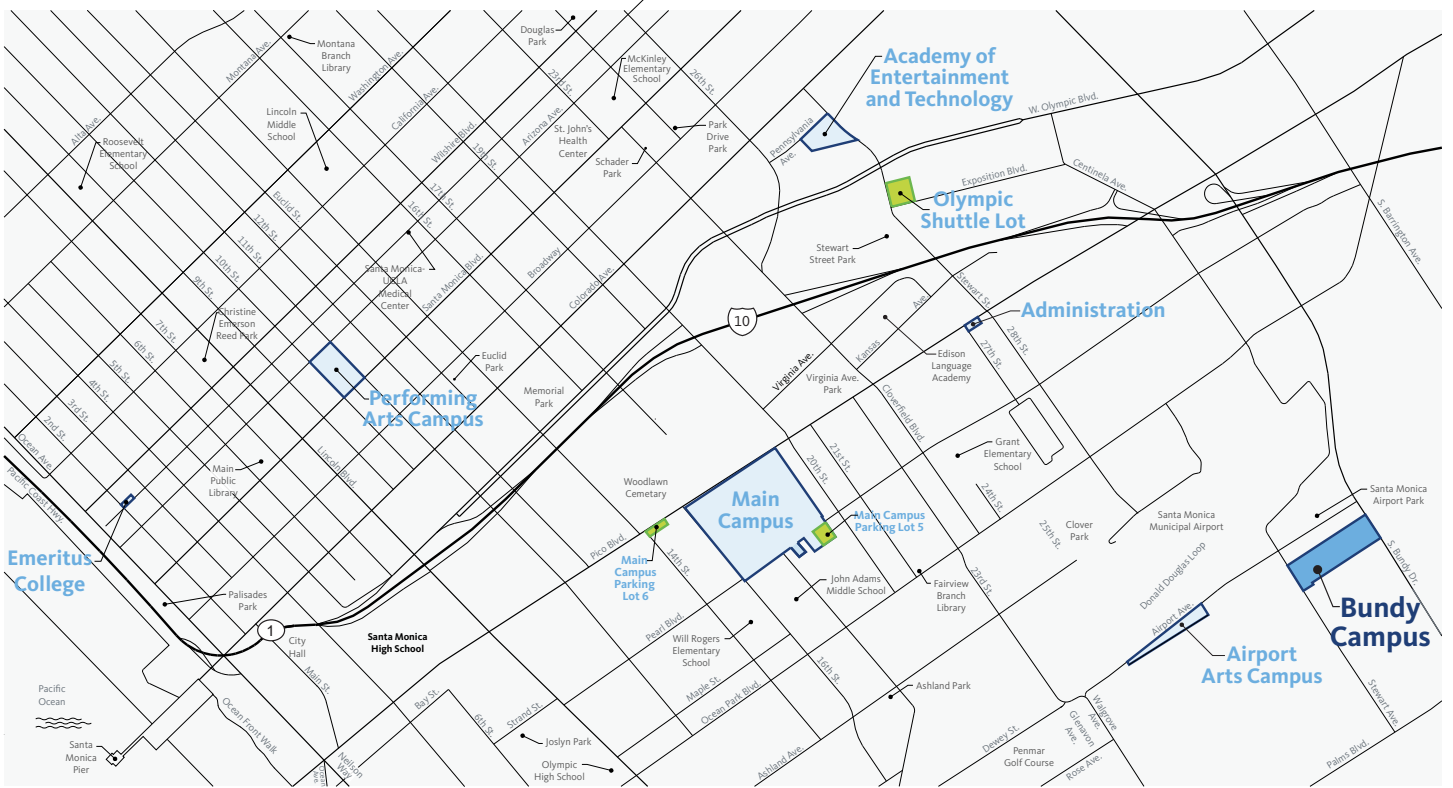 Montana
Branch
Library
Douglas
Park
McKinley
Elementary
School
Academy of
Entertainment
and Technology
Montana Ave.
Washington Ave.
California Ave.
23rd St.
26th St.
Arizona Ave.
Wilshire Blvd.
19th St.
Alta Ave.
Roosevelt
Elementary
School
Lincoln
Middle
School
St. John's
Health
Center
Schader
Park
Park
Drive
Park
Pennsylvania
Ave.
W. Olympic Blvd.
Exposition Blvd.
Centinela Ave.
S. Barrington Ave.
Olympic
Shuttle Lot
Stewart
Street Park
17th St.
16th St.
Euclid St.
12th St.
11th St.
10th St.
9th St.
7th St.
6th St.
5th St.
4th St.
3rd St.
2nd St.
Ocean Ave.
Pacific Coast Hwy.
Santa Monica-
UCLA
Medical
Center
Santa Monica Blvd.
Broadway
Colorado Ave.
Christine
Emerson
Reed Park
Performing
Arts Campus
Euclid
Park
Memorial
Park
10
Stewart St.
Administration
28th St.
27th St.
Kansas
Ave.
Virginia Ave.
Virginia Ave.
Park
Edison
Language
Academy
Cloverfield Blvd.
Grant
Elementary
School
21st St.
20th St.
24th St.
25th St.
23rd St.
Lincoln Blvd.
Main
Public
Library
Woodlawn
Cemetary
Main
Campus
Main Campus
Parking Lot 5
Main
Campus
Parking
Lot 6
Pico Blvd.
14th St.
Pearl Blvd.
John Adams
Middle School
Fairview
Branch
Library
Clover
Park
Santa Monica
Municipal Airport
Santa Monica
Airport Park
Donald Douglas Loop
Airport Ave.
S. Bundy Dr.
Bundy
Campus
Airport
Arts Campus
Stewart Ave.
Palms Blvd.
Emeritus
College
Palisades
Park
1
City
Hall
Santa Monica
High School
Main St.
Will Rogers
Elementary
School
16th St.
Maple St.
Ocean Park Blvd.
Ashland Park
Ashland Ave.
Bay St.
6th St.
Strand St.
Joslyn Park
Olympic
High School
Dewey St.
Penmar
Golf Course
Walgrove
Ave.
Glenavon
Ave.
Rose Ave.
Pacific
Ocean
Santa
Monica
Pier
Ocean Front Walk
Neilson
Way
Ocean
Ave.